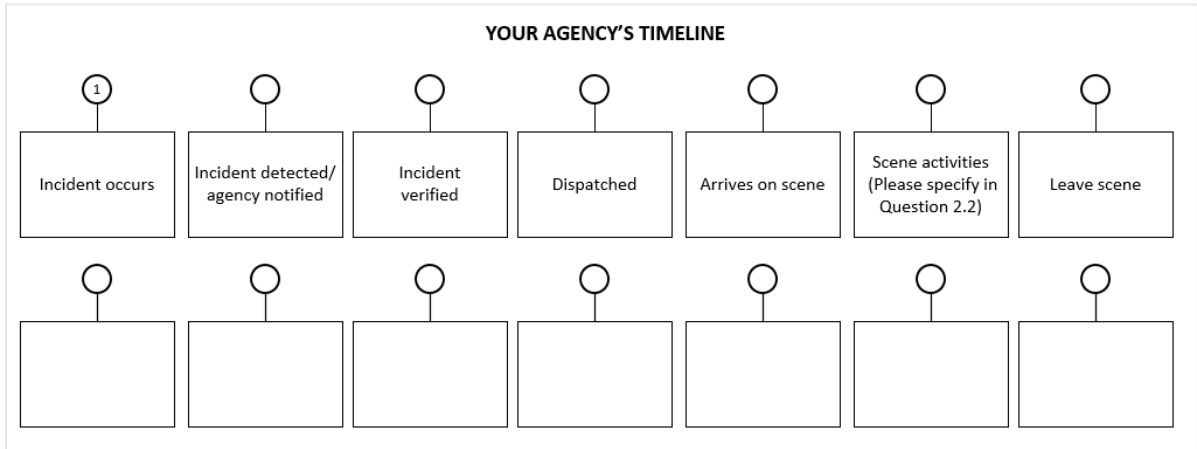 YOUR AGENCY'S TIMELINE
1
Incident occurs
Incident detected/
agency notified
Incident
verified
Dispatched
Arrives on scene
Scene activities
(Please specify in
Question 2.2)
Leave scene